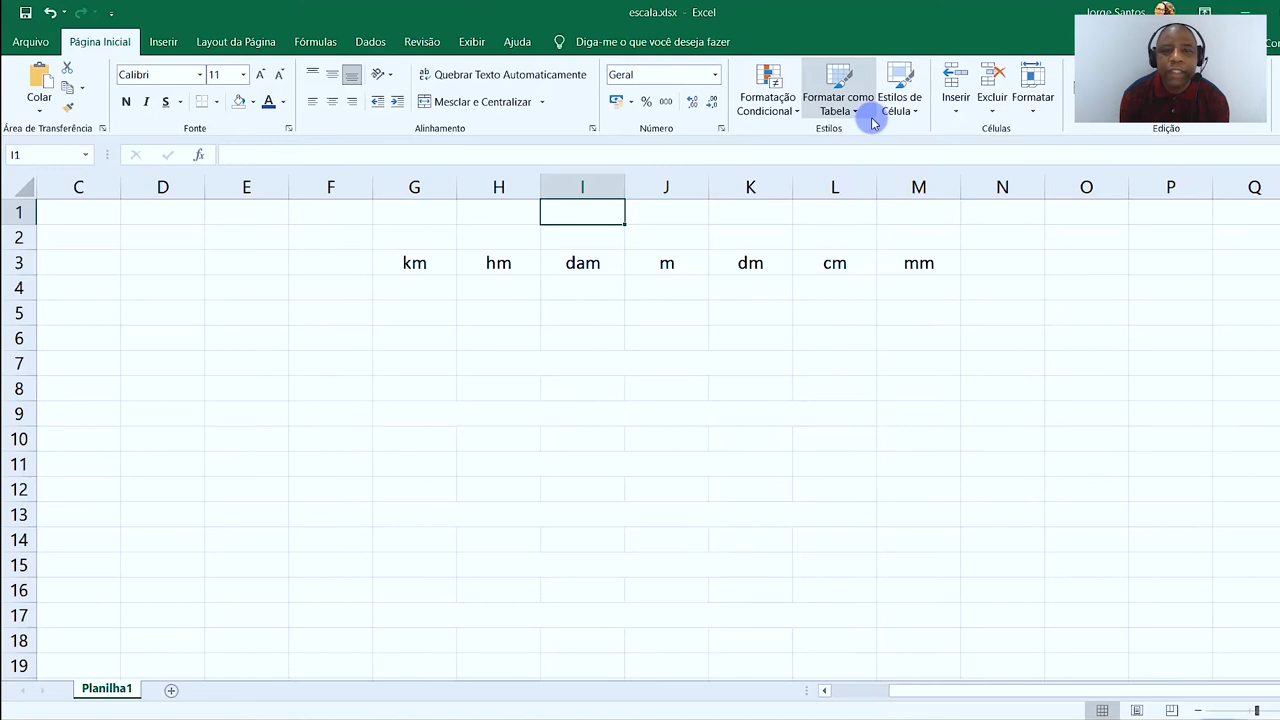 escala.xlsx - Excel
Jorge Santos
Arquivo Página Inicial Inserir Layout da Página Fórmulas Dados Revisão Exibir Ajuda Diga-me o que você deseja fazer
Colar
Área de Transferência
Calibri 11
N I S
Fonte
Quebrar Texto Automaticamente
Mesclar e Centralizar
Alinhamento
Geral
% 000
Número
Formatação Condicional
Formatar como Tabela
Estilos de Célula
Estilos
Inserir Excluir Formatar
Células
Edição
I1 fx
C D E F G H I J K L M N O P Q
1
2
3 km hm dam m dm cm mm
4
5
6
7
8
9
10
11
12
13
14
15
16
17
18
19
Planilha1